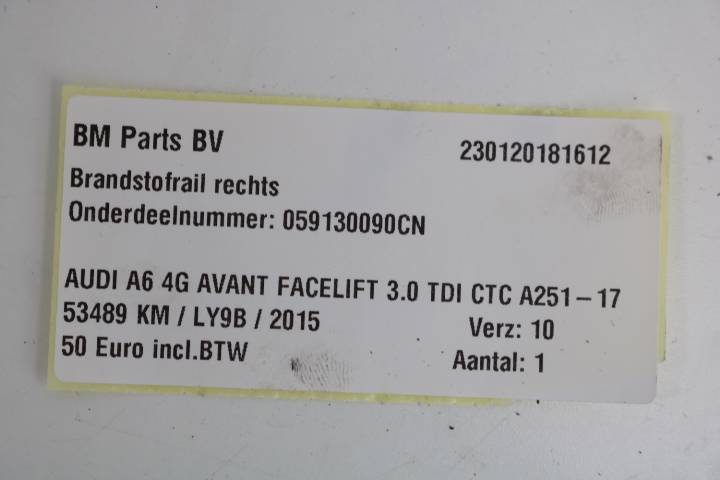 BM Parts BV 230120181612
Brandstofrail rechts
Onderdeelnummer: 059130090CN
AUDI A6 4G AVANT FACELIFT 3.0 TDI CTC A251-17
53489 KM / LY9B / 2015 Verz: 10
50 Euro incl.BTW Aantal: 1